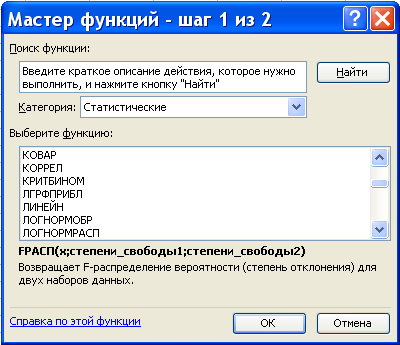 Мастер функций - шаг 1 из 2
Поиск функции:
Введите краткое описание действия, которое нужно
выполнить, и нажмите кнопку "Найти"
Найти
Категория: Статистические
Выберите функцию:
КОВАР
КОРРЕЛ
КРИТБИНОМ
ЛГРФПРИБЛ
ЛИНЕЙН
ЛОГНОРМОБР
ЛОГНОРМРАСП
FРАСП(x;степени_свободы1;степени_свободы2)
Возвращает F-распределение вероятности (степень отклонения) для
двух наборов данных.
Справка по этой функции
ОК
Отмена